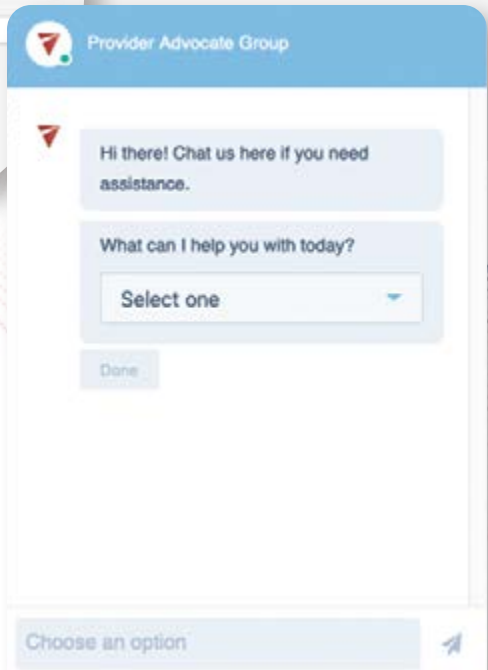 Provider Advocate Group
Hi there! Chat us here if you need
assistance.
What can I help you with today?
Select one
Done
Choose an option